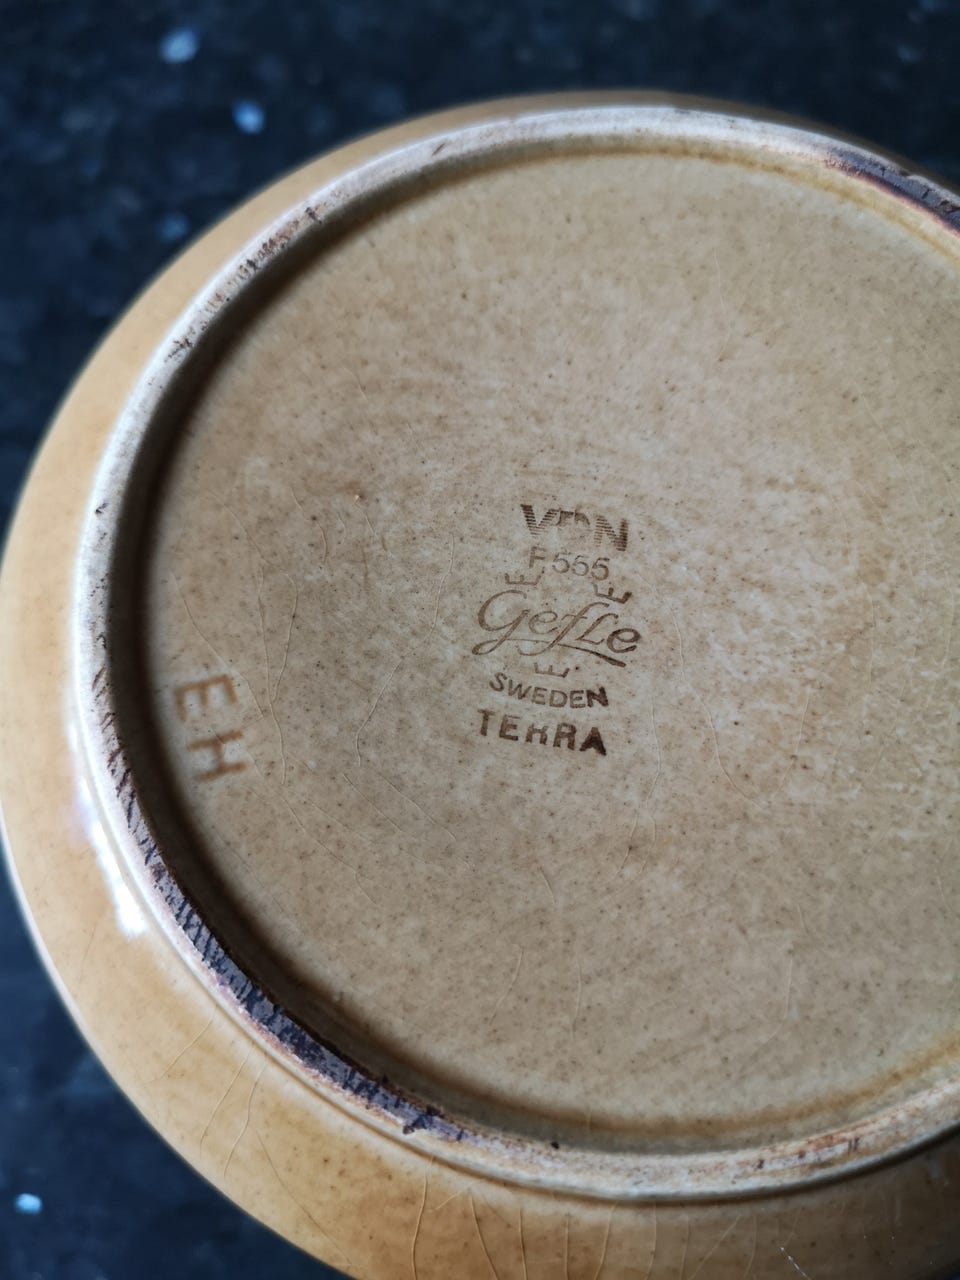 VDN
F 555
Gefle
SWEDEN
TERRA
EH